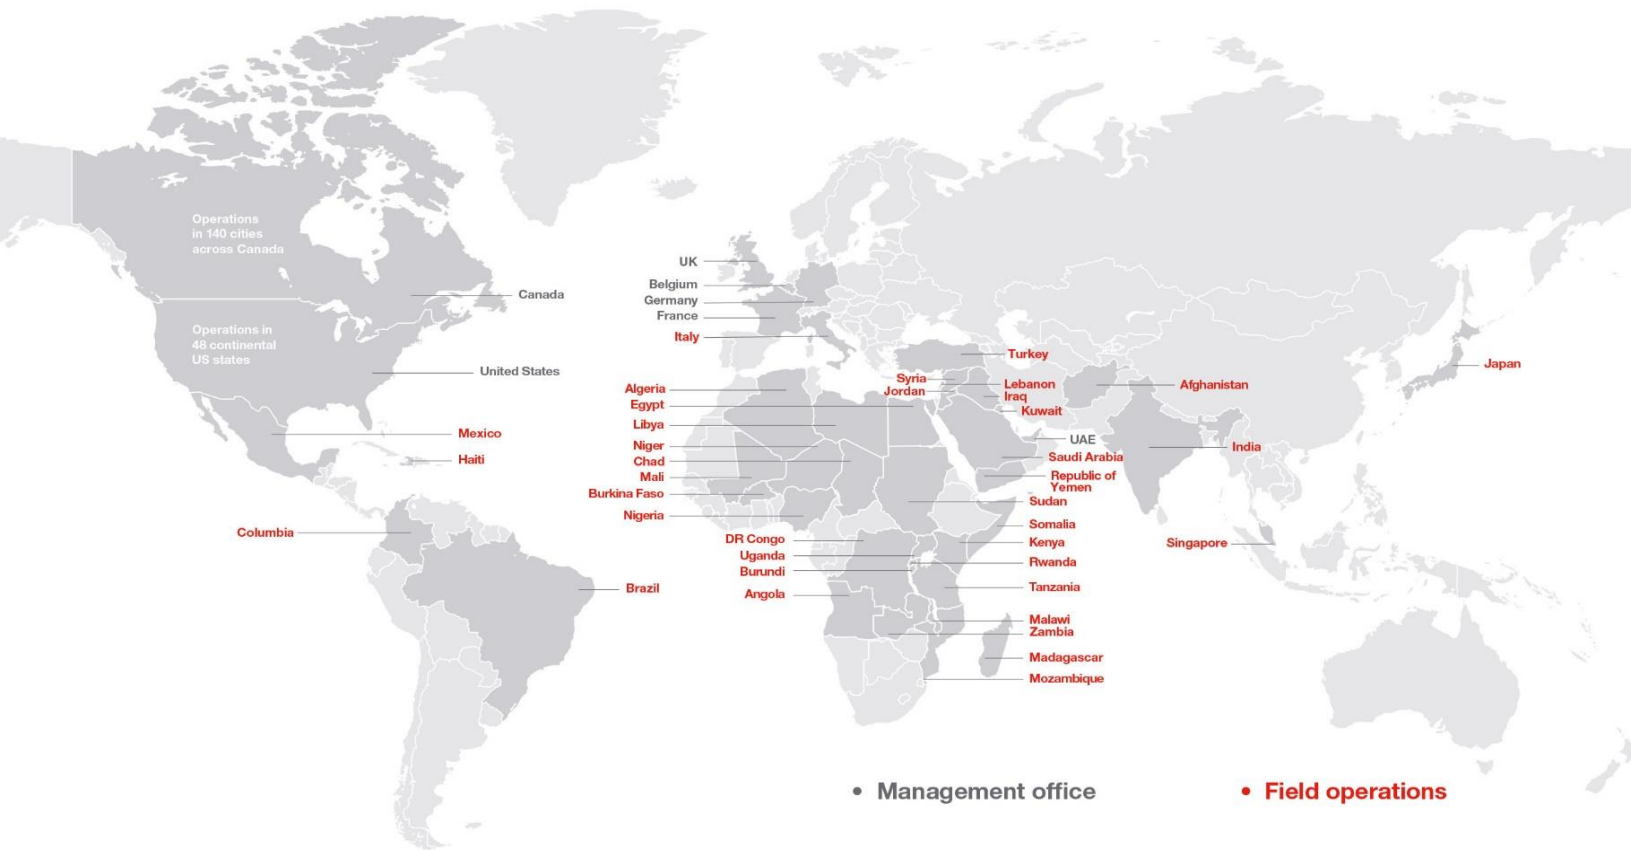 Operations
in 140 cities
across Canada
Canada
Operations in
48 continental
US states
United States
Mexico
Haiti
Columbia
Brazil
UK
Belgium
Germany
France
Italy
Algeria
Egypt
Libya
Niger
Chad
Mali
Burkina Faso
Nigeria
DR Congo
Uganda
Burundi
Angola
Turkey
Syria
Jordan
Lebanon
Iraq
Kuwait
UAE
Saudi Arabia
Republic of
Yemen
Sudan
Somalia
Kenya
Rwanda
Tanzania
Malawi
Zambia
Madagascar
Mozambique
Afghanistan
India
Singapore
Japan
• Management office
• Field operations